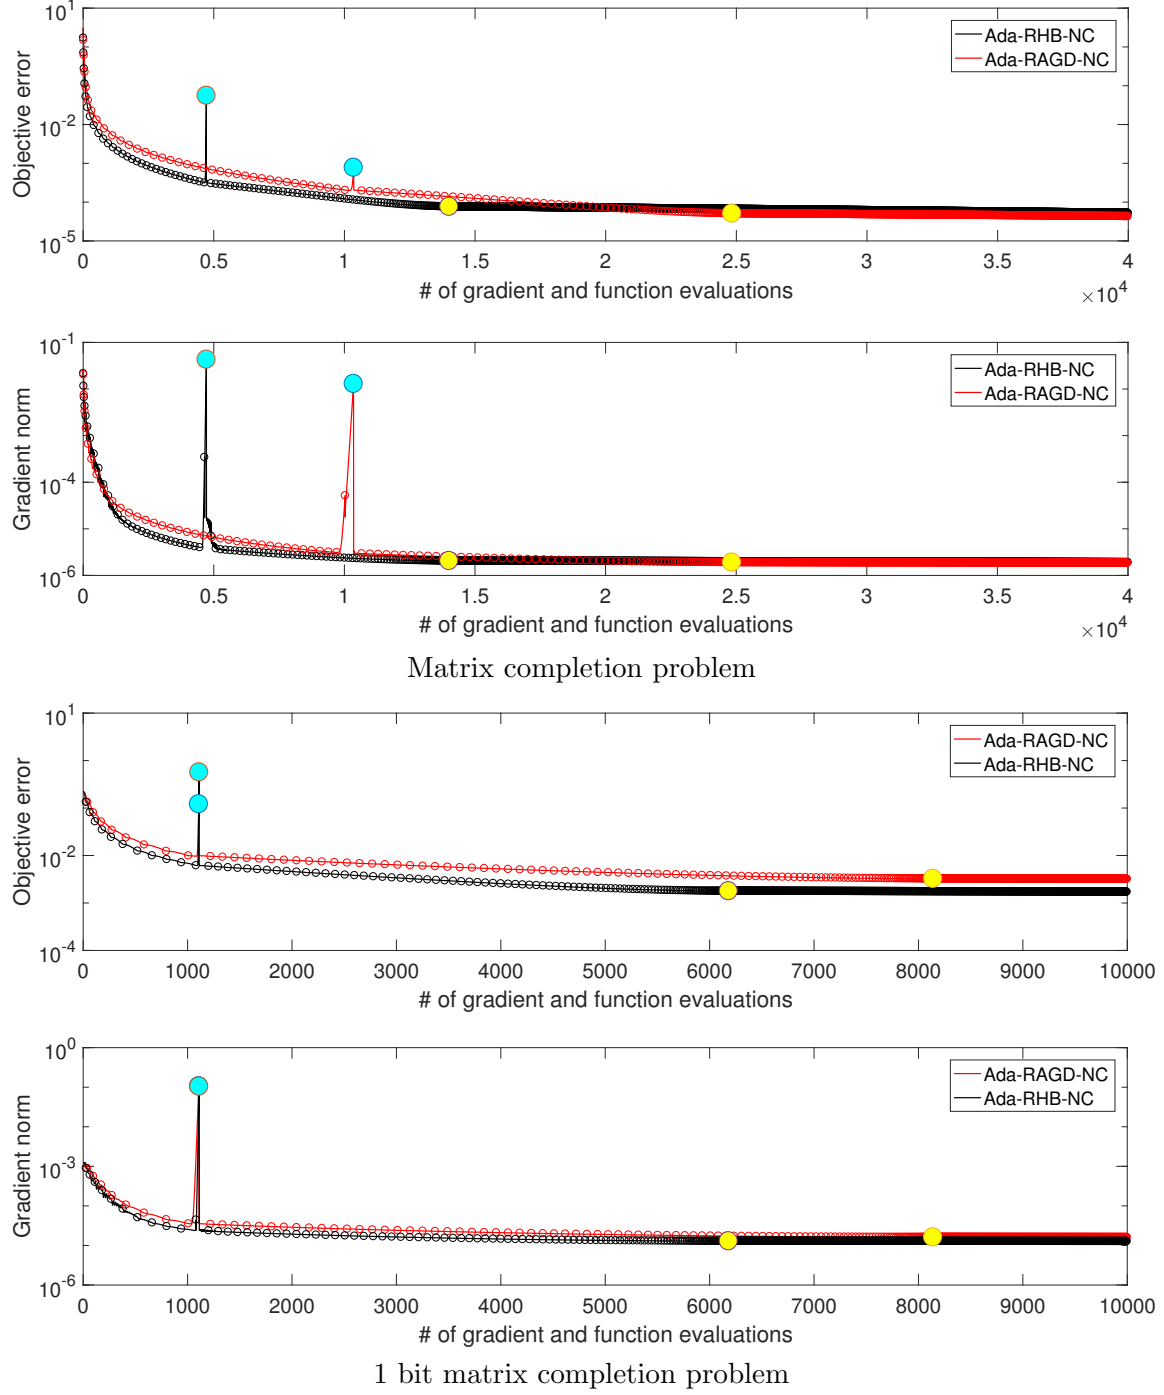 10^1
10^-2
10^-5
Objective error
Ada-RHB-NC
Ada-RAGD-NC
0 0.5 1 1.5 2 2.5 3 3.5 4
# of gradient and function evaluations
×10^4
10^-1
10^-4
10^-6
Gradient norm
Ada-RHB-NC
Ada-RAGD-NC
0 0.5 1 1.5 2 2.5 3 3.5 4
# of gradient and function evaluations
×10^4
Matrix completion problem
10^1
10^-2
10^-4
Objective error
Ada-RAGD-NC
Ada-RHB-NC
0 1000 2000 3000 4000 5000 6000 7000 8000 9000 10000
# of gradient and function evaluations
10^0
10^-3
10^-6
Gradient norm
Ada-RAGD-NC
Ada-RHB-NC
0 1000 2000 3000 4000 5000 6000 7000 8000 9000 10000
# of gradient and function evaluations
1 bit matrix completion problem